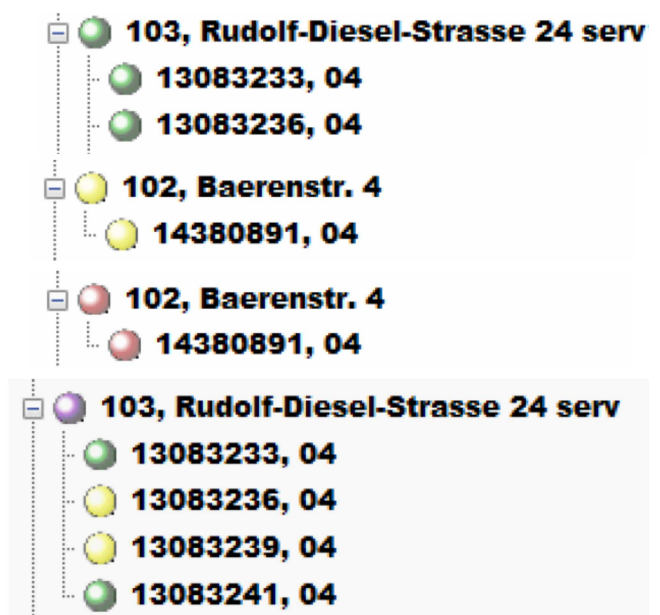 103, Rudolf-Diesel-Strasse 24 serv
13083233, 04
13083236, 04
102, Baerenstr. 4
14380891, 04
102, Baerenstr. 4
14380891, 04
103, Rudolf-Diesel-Strasse 24 serv
13083233, 04
13083236, 04
13083239, 04
13083241, 04